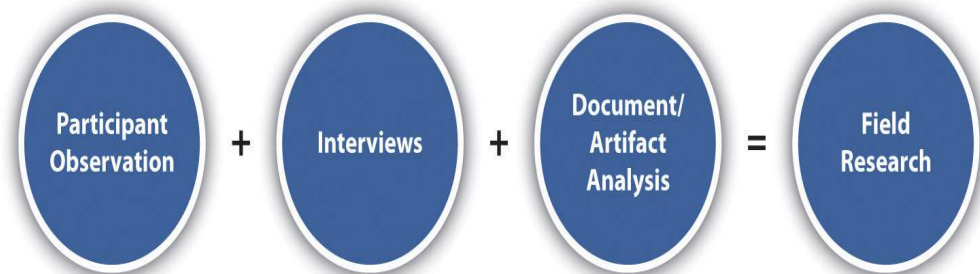 Participant
Observation
+
Interviews
+
Document/
Artifact
Analysis
=
Field
Research